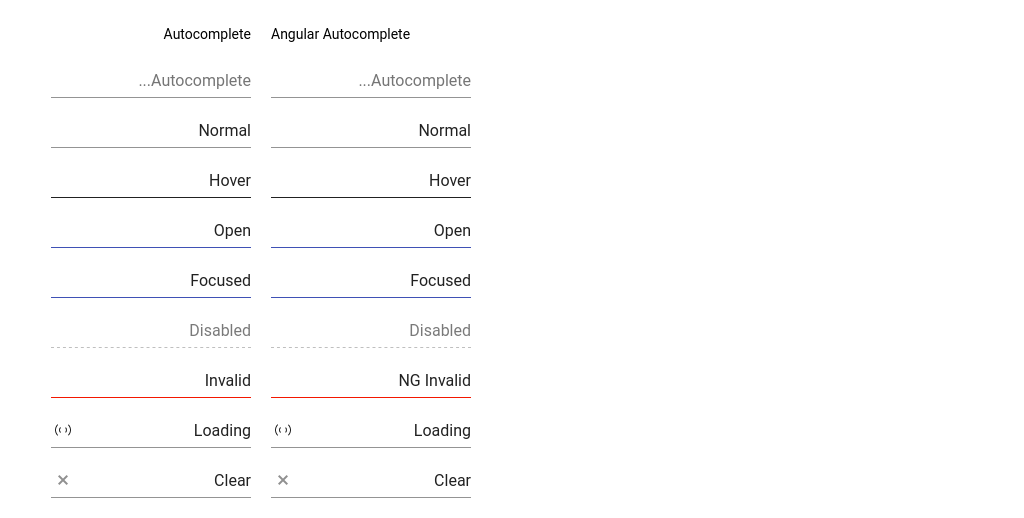 Autocomplete Angular Autocomplete
...Autocomplete ...Autocomplete
Normal Normal
Hover Hover
Open Open
Focused Focused
Disabled Disabled
Invalid NG Invalid
Loading Loading
Clear Clear